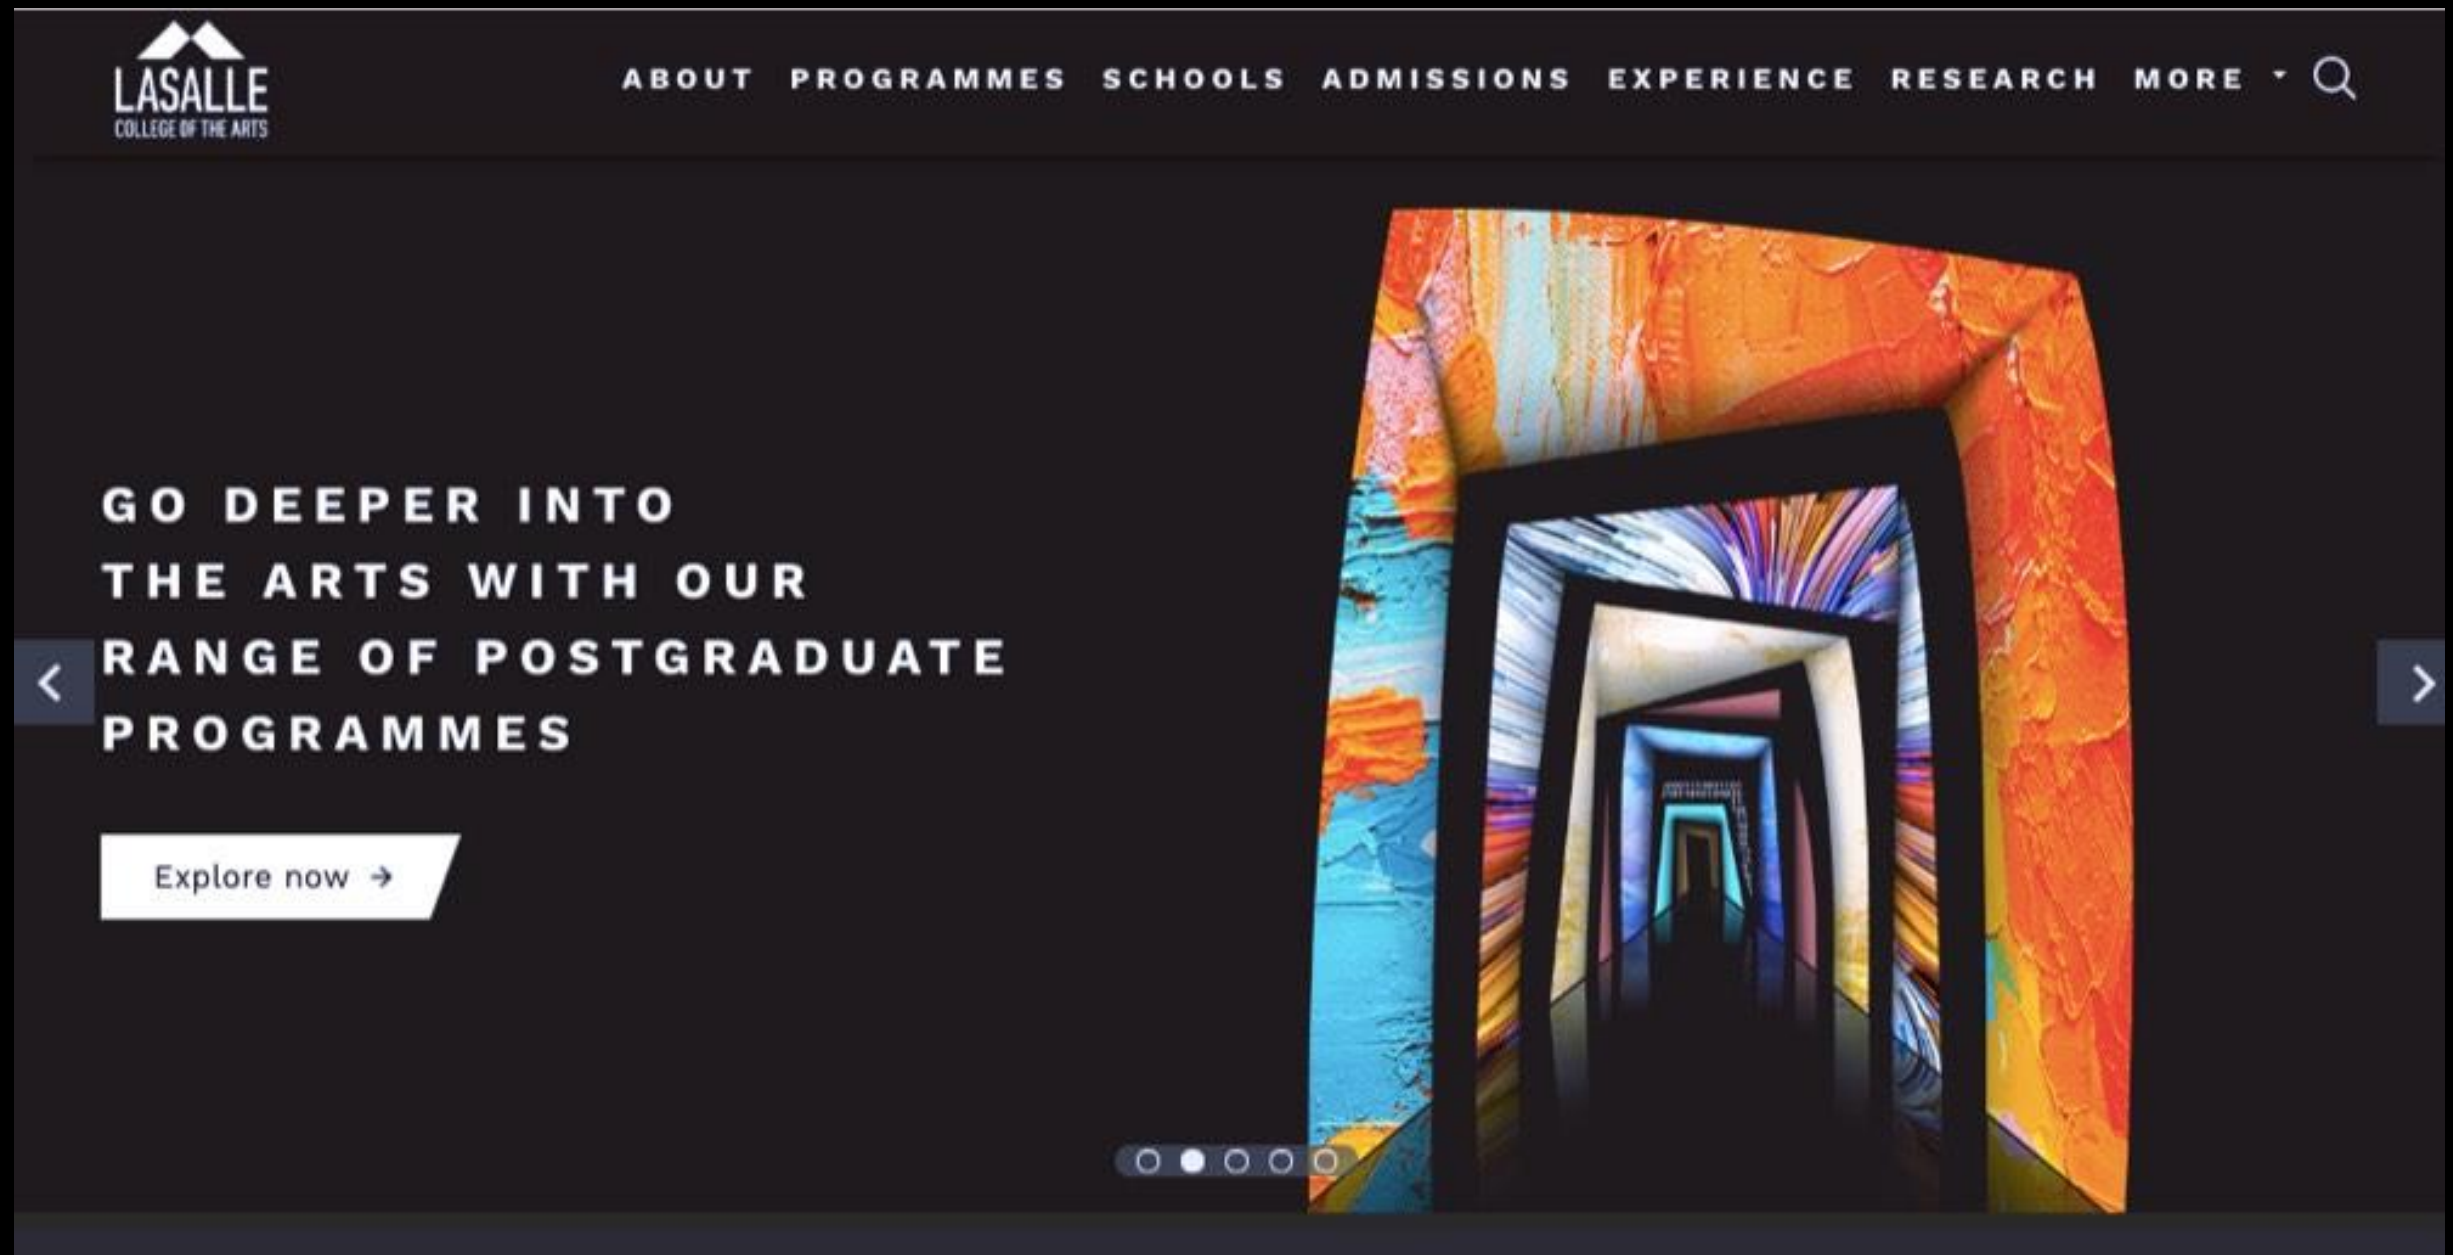 LASALLE
COLLEGE OF THE ARTS
ABOUT PROGRAMMES SCHOOLS ADMISSIONS EXPERIENCE RESEARCH MORE
GO DEEPER INTO
THE ARTS WITH OUR
RANGE OF POSTGRADUATE
PROGRAMMES
Explore now →